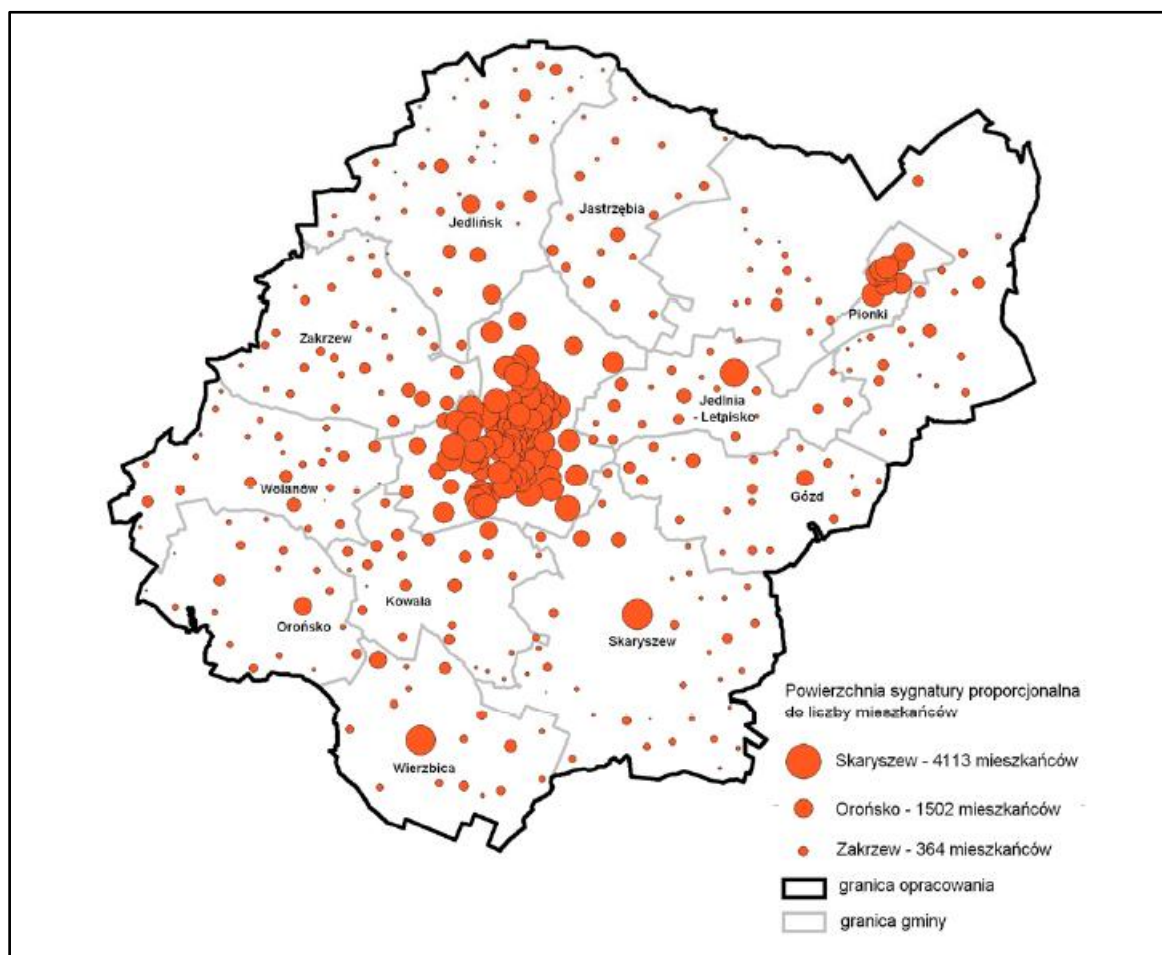 Jedlińsk
Jastrzębia
Zakrzew
Pionki
Jedlnia
- Letnisko
Wolanów
Gózd
Kowala
Orońsko
Skaryszew
Wierzbica
Powierzchnia sygnatury proporcjonalna
do liczby mieszkańców
Skaryszew - 4113 mieszkańców
Orońsko - 1502 mieszkańców
Zakrzew - 364 mieszkańców
granica opracowania
granica gminy